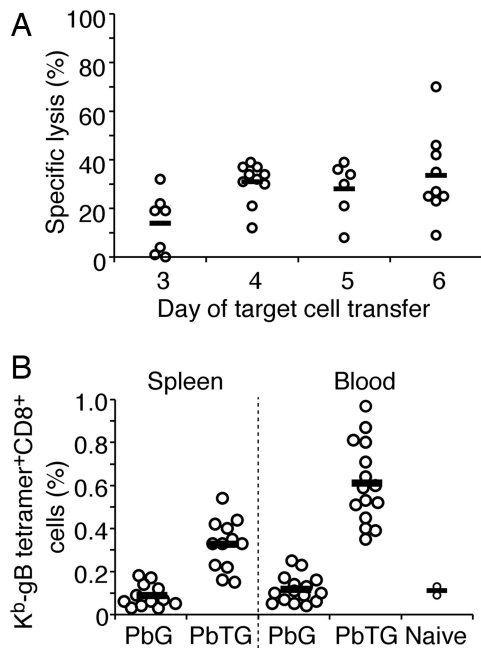 A
Specific lysis (%)
100
80
60
40
20
0
3 4 5 6
Day of target cell transfer
B
Spleen Blood
Kᵇ-gB tetramer⁺CD8⁺
cells (%)
1.0
0.8
0.6
0.4
0.2
0
PbG PbTG PbG PbTG Naive